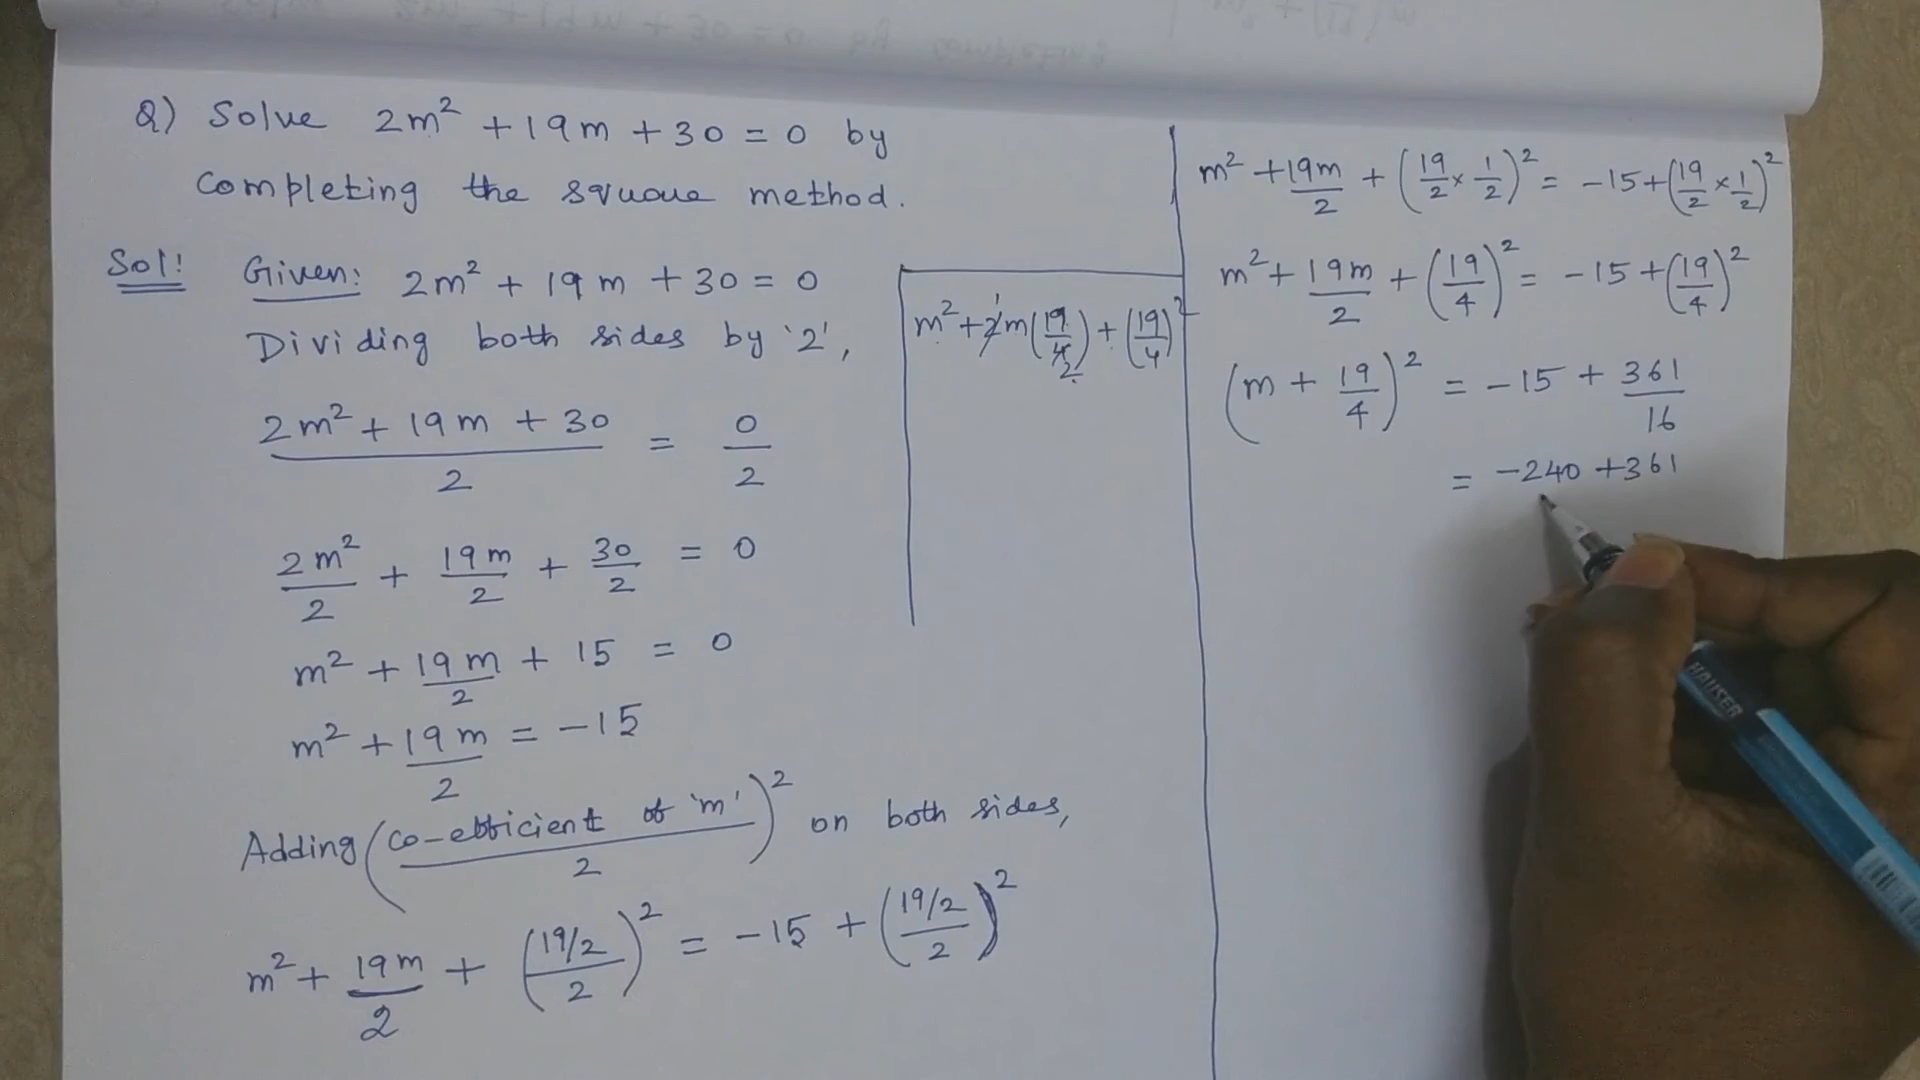 Q) Solve 2m² + 19m + 30 = 0 by
completing the square method.
Sol: Given: 2m² + 19m + 30 = 0
Dividing both sides by '2',
(2m² + 19m + 30)/2 = 0/2
2m²/2 + 19m/2 + 30/2 = 0
m² + 19m/2 + 15 = 0
m² + 19m/2 = -15
Adding (co-efficient of 'm'/2)² on both sides,
m² + 19m/2 + ((19/2)/2)² = -15 + ((19/2)/2)²
m² + 2m(19/4) + (19/4)²
1
2
m² + 19m/2 + (19/2 × 1/2)² = -15 + (19/2 × 1/2)²
m² + 19m/2 + (19/4)² = -15 + (19/4)²
(m + 19/4)² = -15 + 361/16
= -240 + 361
HAUSER